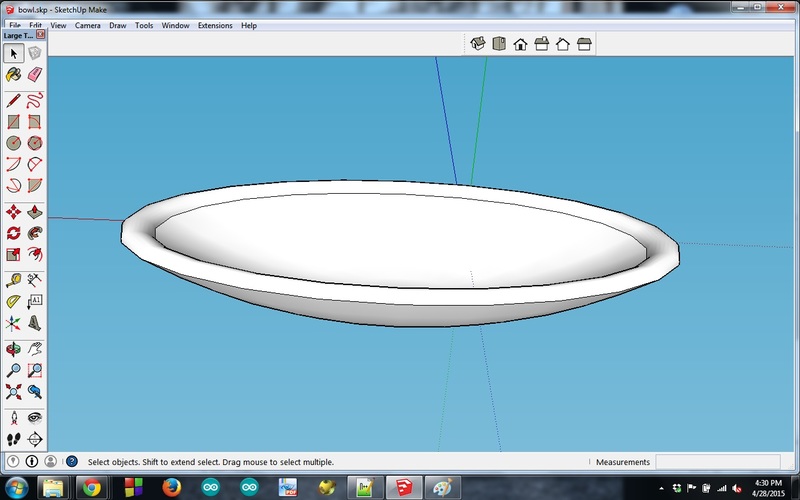 bowl.skp - SketchUp Make
File Edit View Camera Draw Tools Window Extensions Help
Large T...
A1
Select objects. Shift to extend select. Drag mouse to select multiple.
Measurements
4:30 PM
4/28/2015